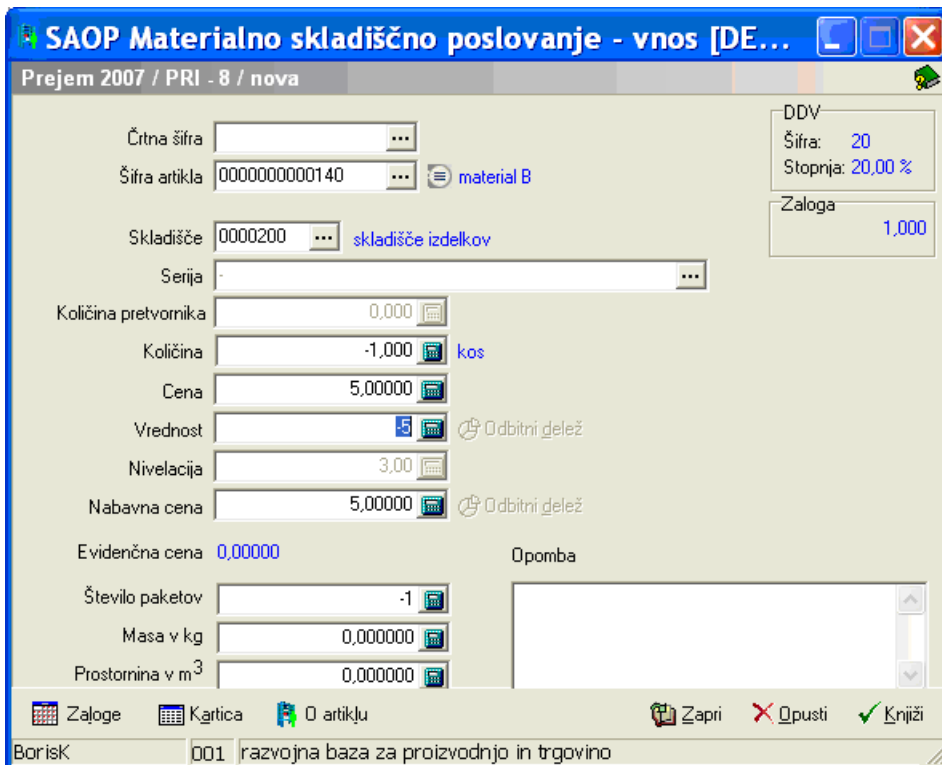 SAOP Materialno skladiščno poslovanje - vnos [DE...
Prejem 2007 / PRI - 8 / nova
Črtna šifra ...
Šifra artikla 0000000000140 ... material B
DDV
Šifra: 20
Stopnja: 20,00 %
Zaloga
1,000
Skladišče 0000200 ... skladišče izdelkov
Serija - ...
Količina pretvornika 0,000
Količina -1,000 kos
Cena 5,00000
Vrednost -5 Odbitni delež
Nivelacija 3,00
Nabavna cena 5,00000 Odbitni delež
Evidenčna cena 0,00000
Opomba
Število paketov -1
Masa v kg 0,000000
Prostornina v m3 0,000000
Zaloge Kartica O artiklu Zapri Opusti Knjiži
BorisK 001 razvojna baza za proizvodnjo in trgovino